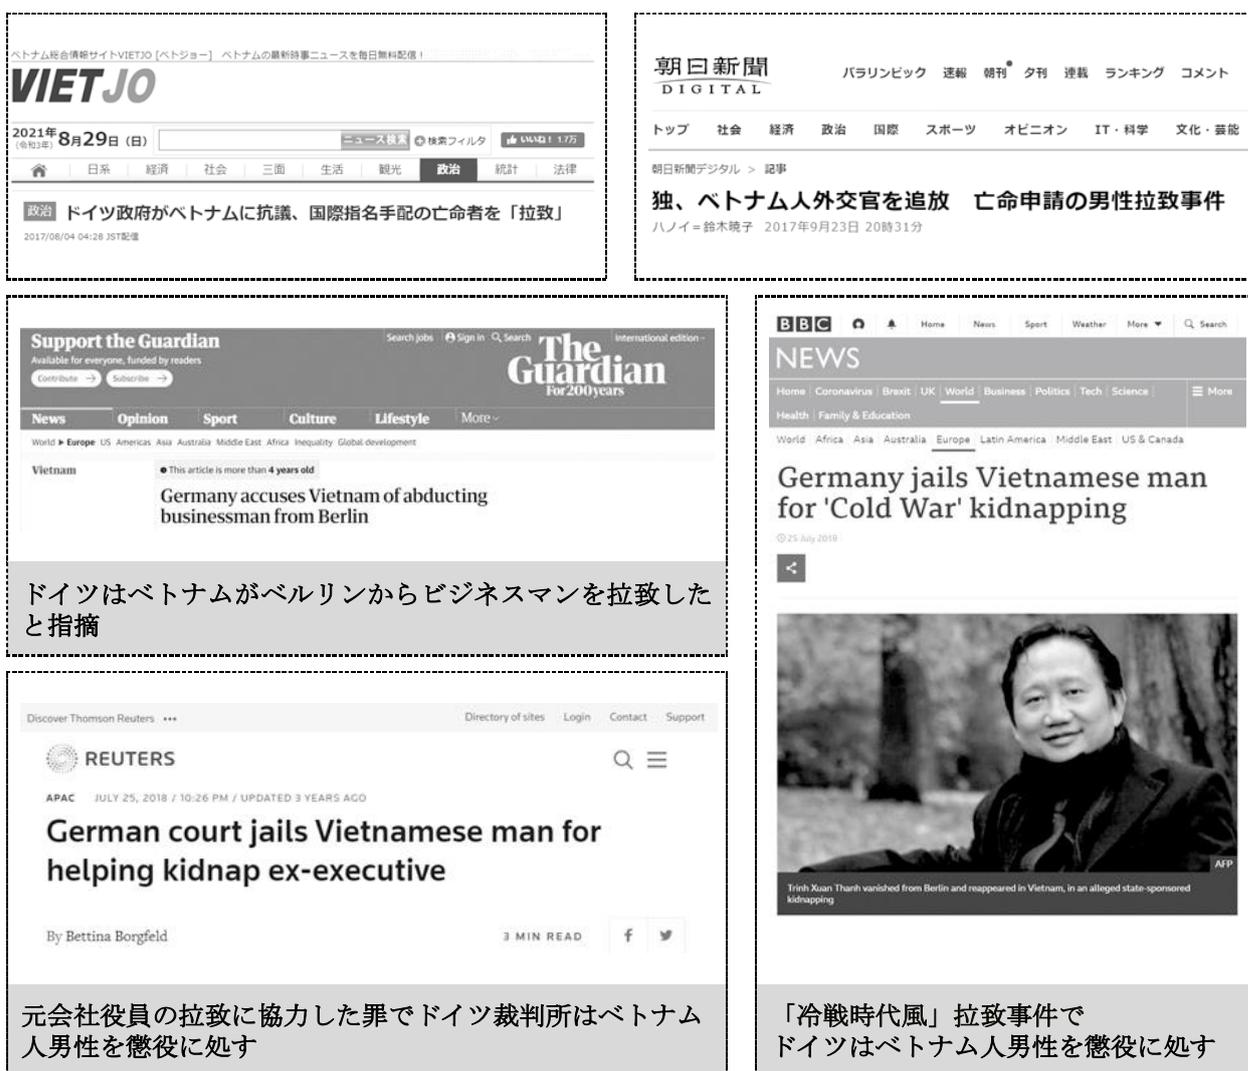 ベトナム総合情報サイトVIETJO [ベトジョー]　ベトナムの最新時事ニュースを毎日無料配信！
VIETJO
2021年
(令和3年)
8月29日（日）
ニュース検索
検索フィルタ
いいね！ 1.7万
日系 経済 社会 三面 生活 観光 政治 統計 法律
政治 ドイツ政府がベトナムに抗議、国際指名手配の亡命者を「拉致」
2017/08/04 04:28 JST配信
朝日新聞
DIGITAL
パラリンピック 速報 朝刊 夕刊 連載 ランキング コメント
トップ 社会 経済 政治 国際 スポーツ オピニオン IT・科学 文化・芸能
朝日新聞デジタル > 記事
独、ベトナム人外交官を追放　亡命申請の男性拉致事件
ハノイ＝鈴木暁子 2017年9月23日 20時31分
Support the Guardian
Available for everyone, funded by readers
Contribute → Subscribe →
Search jobs Sign in Search International edition
The
Guardian
For 200 years
News Opinion Sport Culture Lifestyle More
World ▶ Europe US Americas Asia Australia Middle East Africa Inequality Global development
Vietnam
This article is more than 4 years old
Germany accuses Vietnam of abducting
businessman from Berlin
ドイツはベトナムがベルリンからビジネスマンを拉致した
と指摘
BBC Home News Sport Weather More ▼ Search
NEWS
Home Coronavirus Brexit UK World Business Politics Tech Science More
Health Family & Education
World Africa Asia Australia Europe Latin America Middle East US & Canada
Germany jails Vietnamese man
for 'Cold War' kidnapping
25 July 2018
AFP
Trinh Xuan Thanh vanished from Berlin and reappeared in Vietnam, in an alleged state-sponsored
kidnapping
「冷戦時代風」拉致事件で
ドイツはベトナム人男性を懲役に処す
Discover Thomson Reuters •••
Directory of sites Login Contact Support
REUTERS
APAC JULY 25, 2018 / 10:26 PM / UPDATED 3 YEARS AGO
German court jails Vietnamese man for
helping kidnap ex-executive
By Bettina Borgfeld
3 MIN READ
元会社役員の拉致に協力した罪でドイツ裁判所はベトナム
人男性を懲役に処す